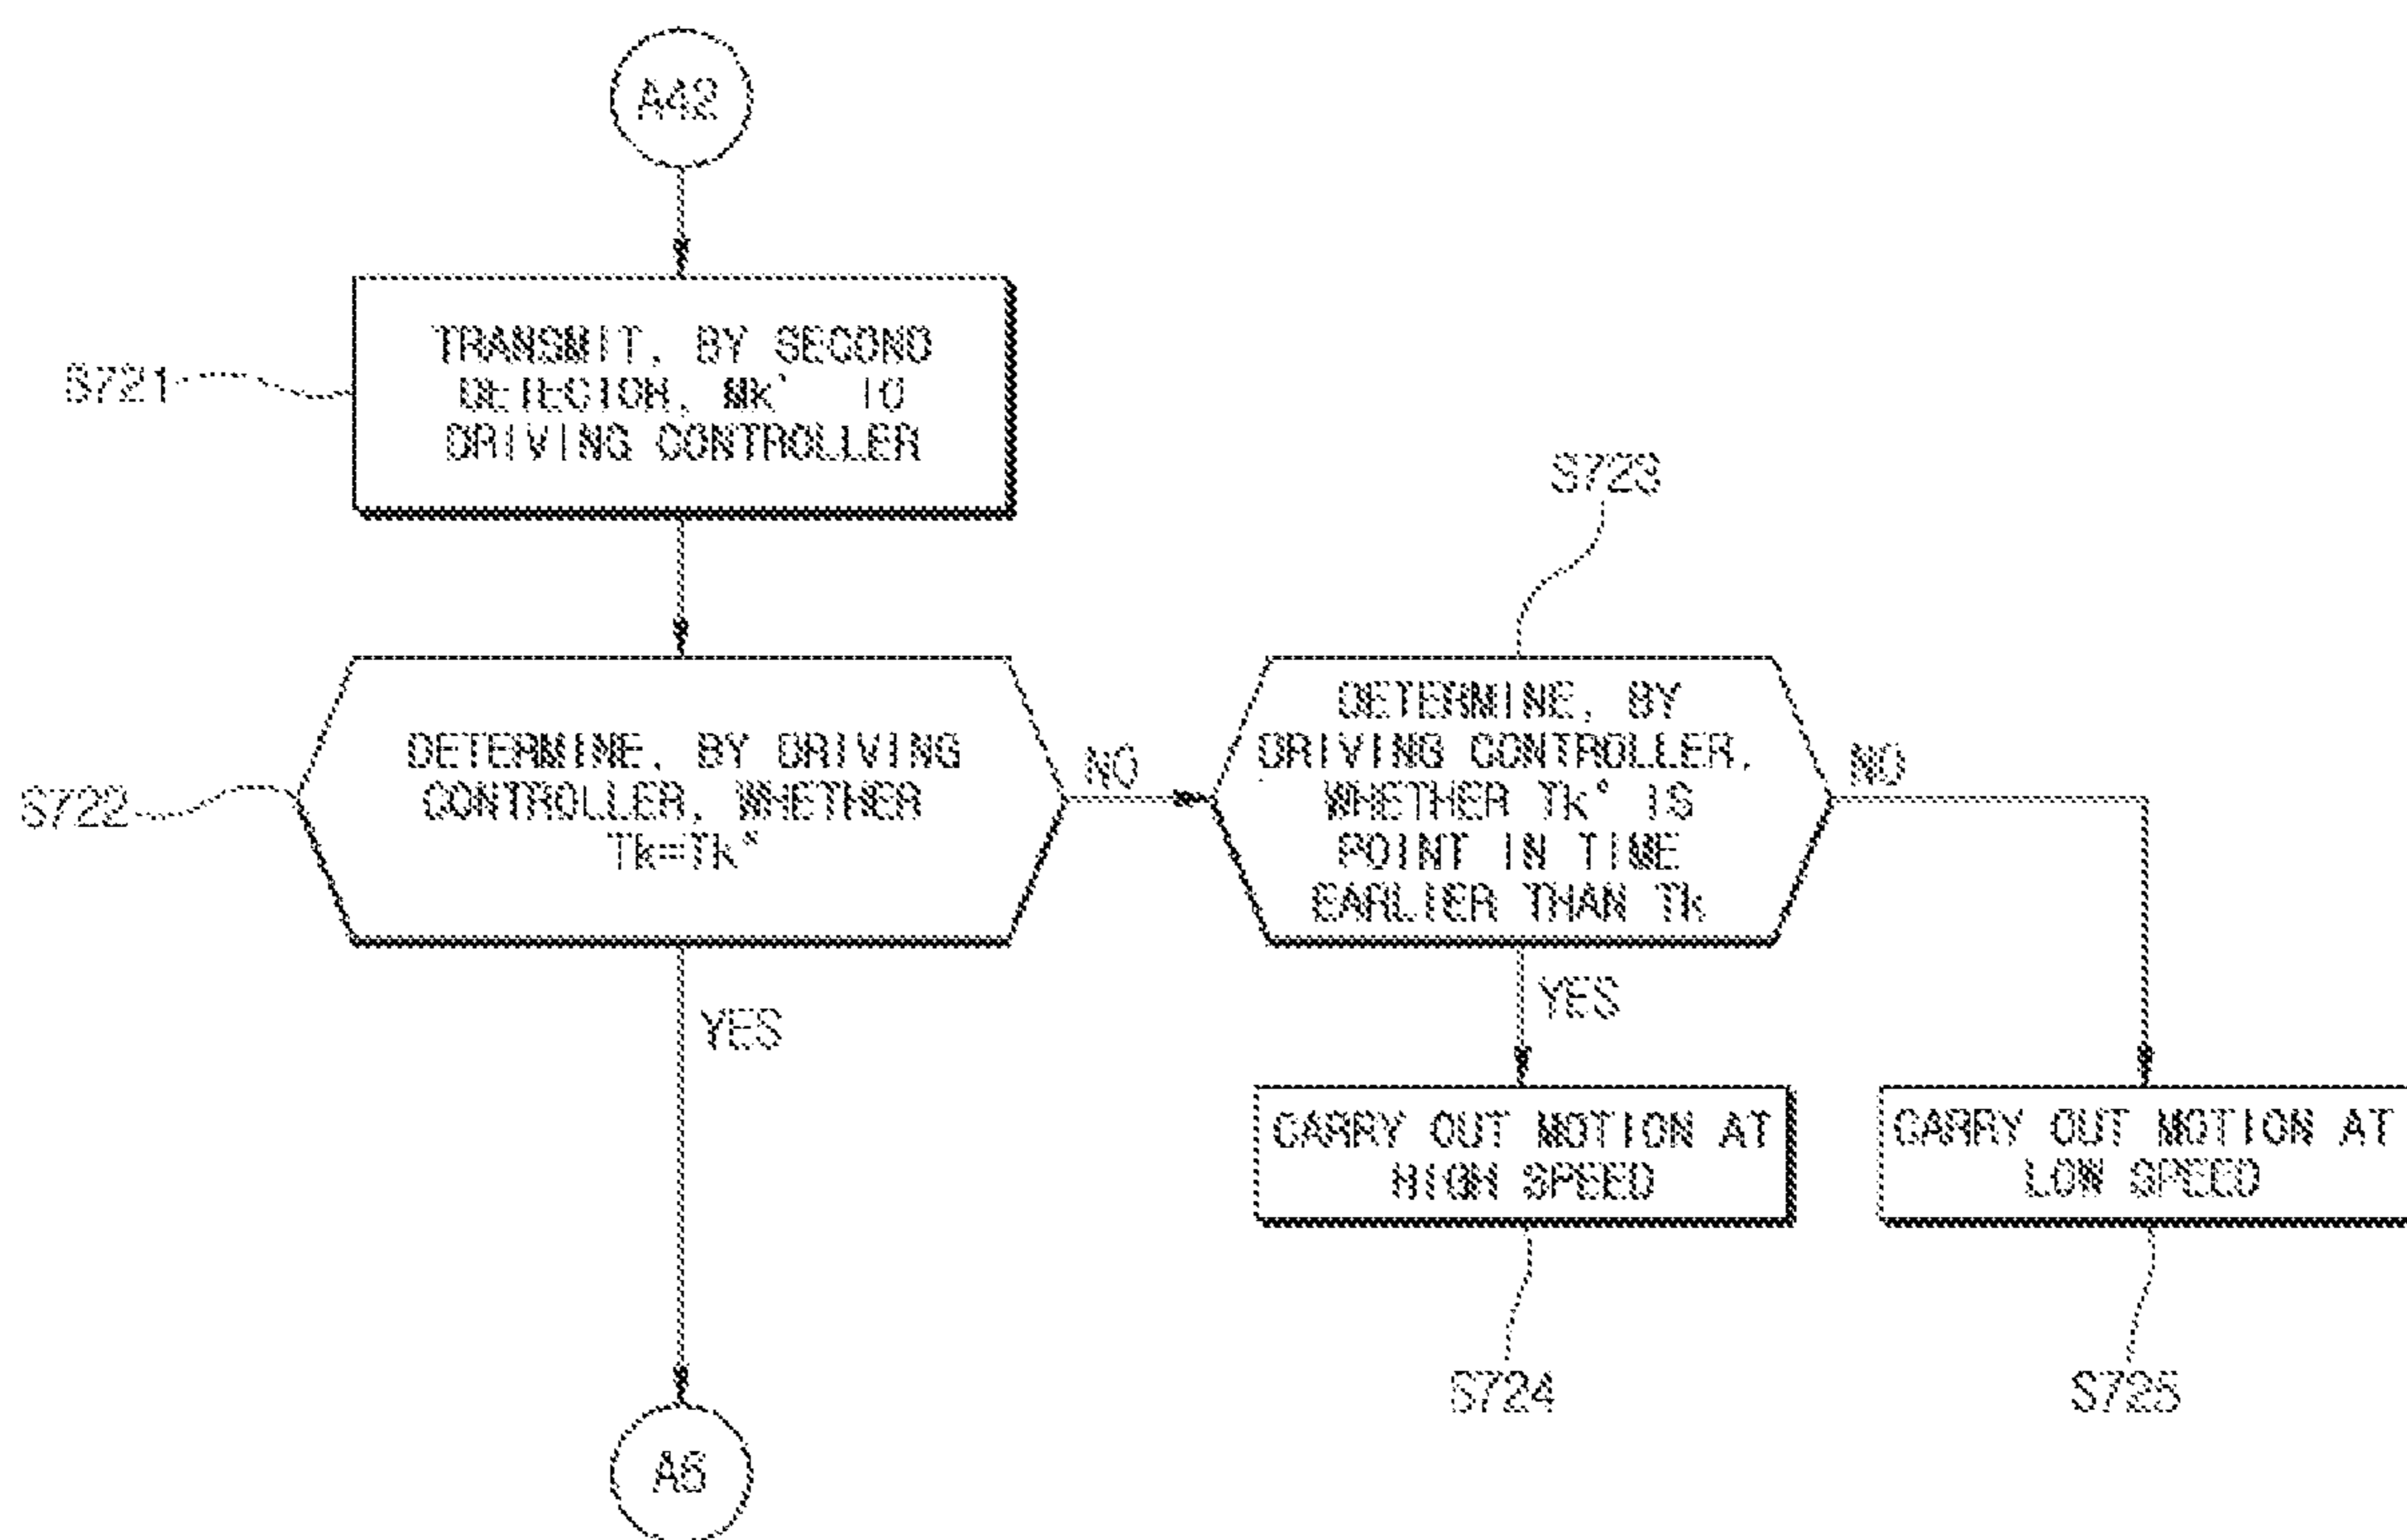 A42
S721
TRANSMIT, BY SECOND
DETECTOR, Mk' TO
DRIVING CONTROLLER
S722
DETERMINE, BY DRIVING
CONTROLLER, WHETHER
Tk=Tk'
NO
YES
S723
DETERMINE, BY
DRIVING CONTROLLER,
WHETHER Tk' IS
POINT IN TIME
EARLIER THAN Tk
NO
YES
CARRY OUT MOTION AT
HIGH SPEED
CARRY OUT MOTION AT
LOW SPEED
S724
S725